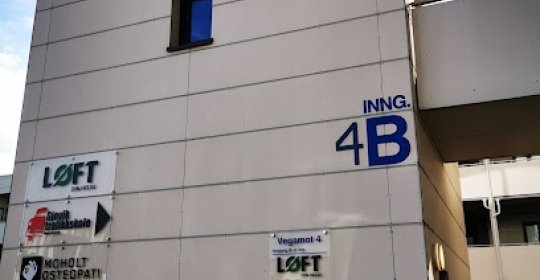 INNG.
4B
LØFT
MOHOLT
OSTEOPATI
Vegamot 4
LØFT